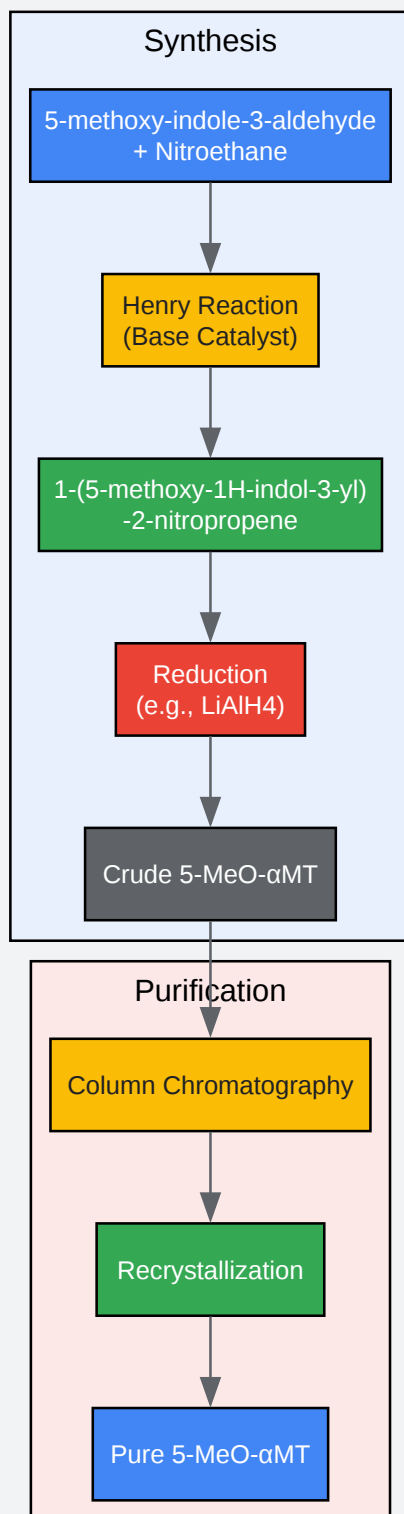 Synthesis
5-methoxy-indole-3-aldehyde
+ Nitroethane
Henry Reaction
(Base Catalyst)
1-(5-methoxy-1H-indol-3-yl)
-2-nitropropene
Reduction
(e.g., LiAlH4)
Crude 5-MeO-αMT
Purification
Column Chromatography
Recrystallization
Pure 5-MeO-αMT